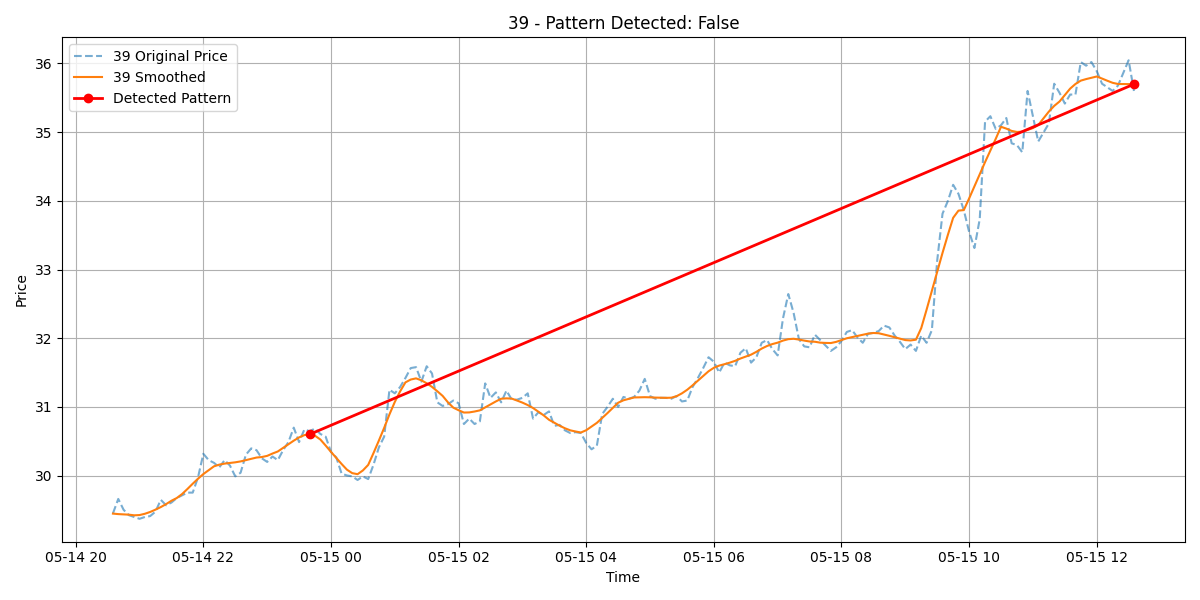 39 - Pattern Detected: False
39 Original Price
39 Smoothed
Detected Pattern
Price
36
35
34
33
32
31
30
05-14 20
05-14 22
05-15 00
05-15 02
05-15 04
05-15 06
05-15 08
05-15 10
05-15 12
Time